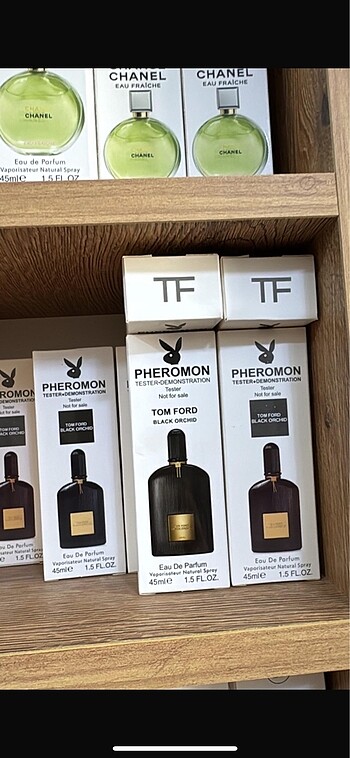 CHANEL
CHANEL
EAU FRAÎCHE
EAU FRAÎCHE
CHANEL
CHANEL
CHANEL
Eau de Parfum
Vaporisateur Natural Spray
45ml℮ 1.5 FL.OZ.
TF
TF
PHEROMON
TESTER•DEMONSTRATION
Tester
Not for sale
TOM FORD
BLACK ORCHID
Eau De Parfum
Vaporisateur Natural Spray
45ml℮ 1.5 FL.OZ.
PHEROMON
TESTER•DEMONSTRATION
Tester
Not for sale
TOM FORD
BLACK ORCHID
Eau De Parfum
Vaporisateur Natural Spray
45ml℮ 1.5 FL.OZ.
PHEROMON
TESTER•DEMONSTRATION
Tester
Not for sale
TOM FORD
BLACK ORCHID
Eau De Parfum
Vaporisateur Natural Spray
45ml℮ 1.5 FL.OZ.